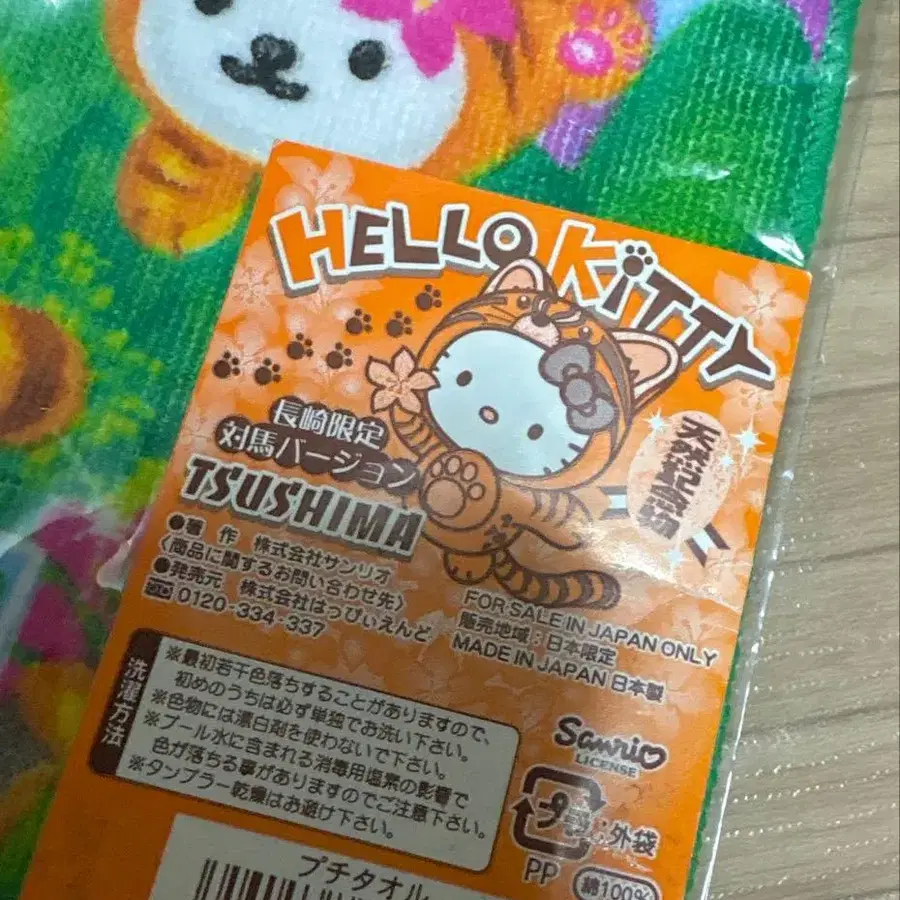 HELLO KITTY
長崎限定
対馬バージョン
TSUSHIMA
天然記念物
●著 作 株式会社サンリオ
〈商品に関するお問い合わせ先〉
●発売元 株式会社はっぴぃえんど
0120-334-337
FOR SALE IN JAPAN ONLY
販売地域:日本限定
MADE IN JAPAN 日本製
洗濯方法
※最初若干色落ちすることがありますので、
初めのうちは必ず単独でお洗い下さい。
※色物には漂白剤を使わないで下さい。
※プール水に含まれる消毒用塩素の影響で
色が落ちる事がありますのでご注意下さい。
※タンブラー乾燥はお避け下さい。
Sanrio
LICENSE
プラ:外袋
PP
綿100%
プチタオル